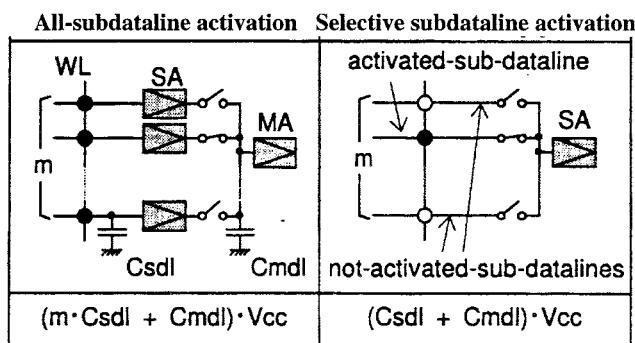 All-subdataline activation
Selective subdataline activation
WL
SA
MA
m
Csdl
Cmdl
(m·Csdl + Cmdl)·Vcc
activated-sub-dataline
SA
m
not-activated-sub-datalines
(Csdl + Cmdl)·Vcc